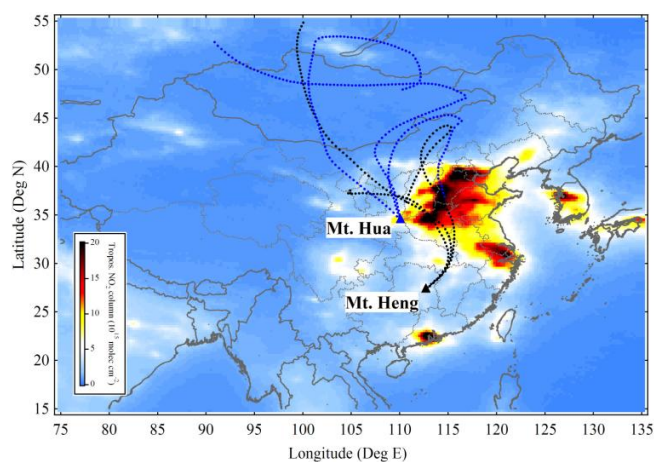 55
50
45
40
35
30
25
20
15
Latitude (Deg N)
Mt. Hua
Mt. Heng
20
15
10
5
0
Tropos. NO₂ column (10¹⁵ molec cm⁻²)
75 80 85 90 95 100 105 110 115 120 125 130 135
Longitude (Deg E)